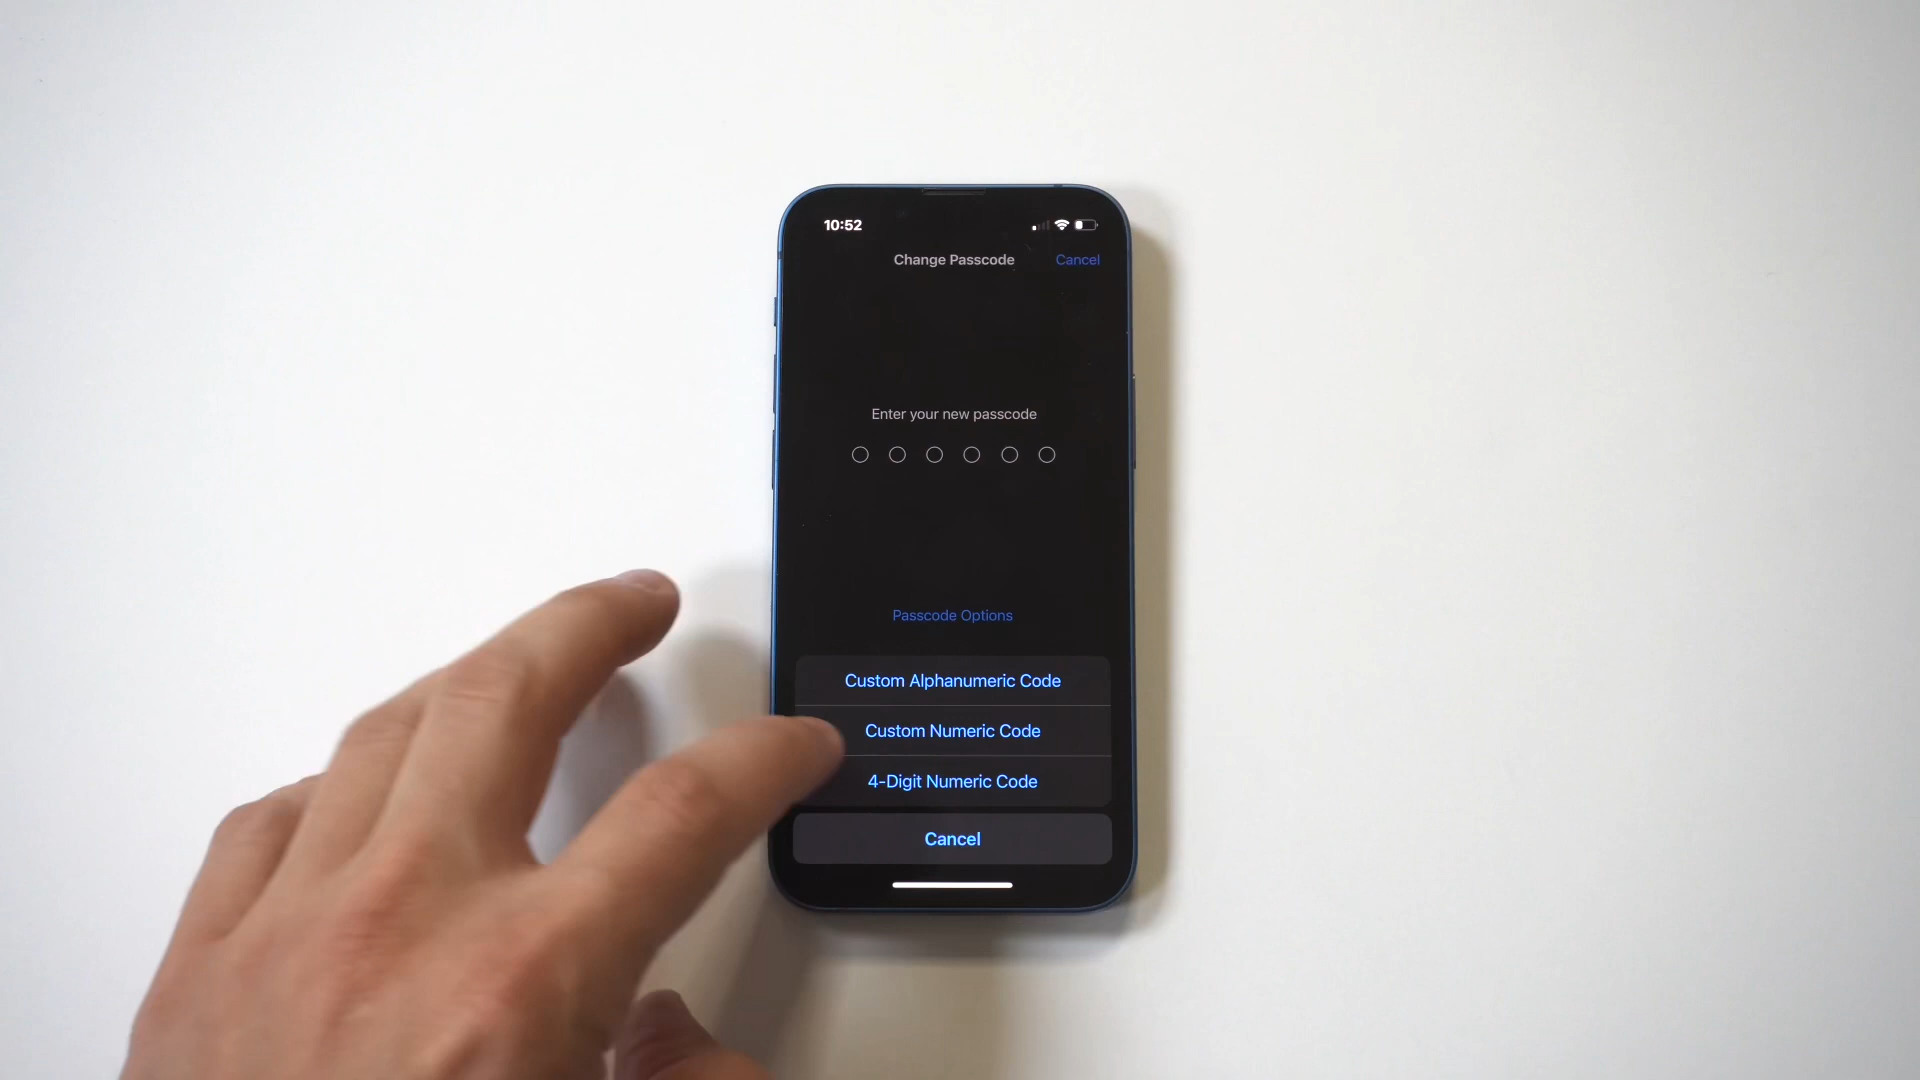 10:52
Change Passcode Cancel
Enter your new passcode
Passcode Options
Custom Alphanumeric Code
Custom Numeric Code
4-Digit Numeric Code
Cancel